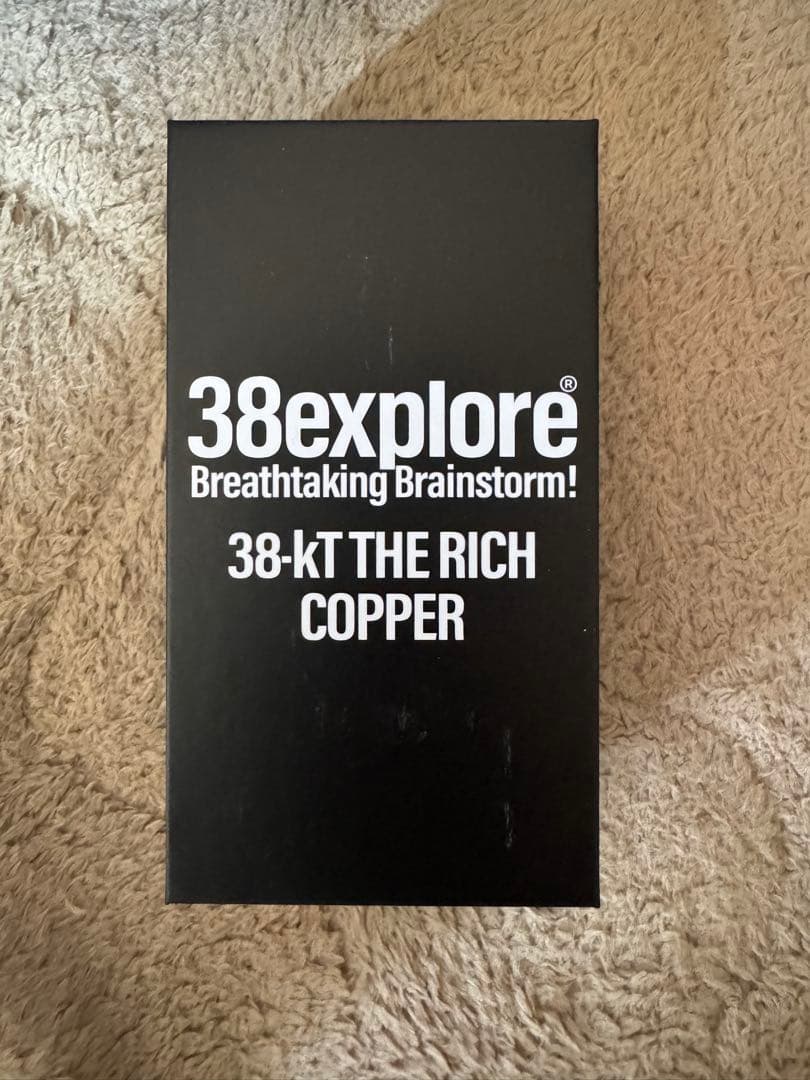 38explore®
Breathtaking Brainstorm!
38-kT THE RICH
COPPER